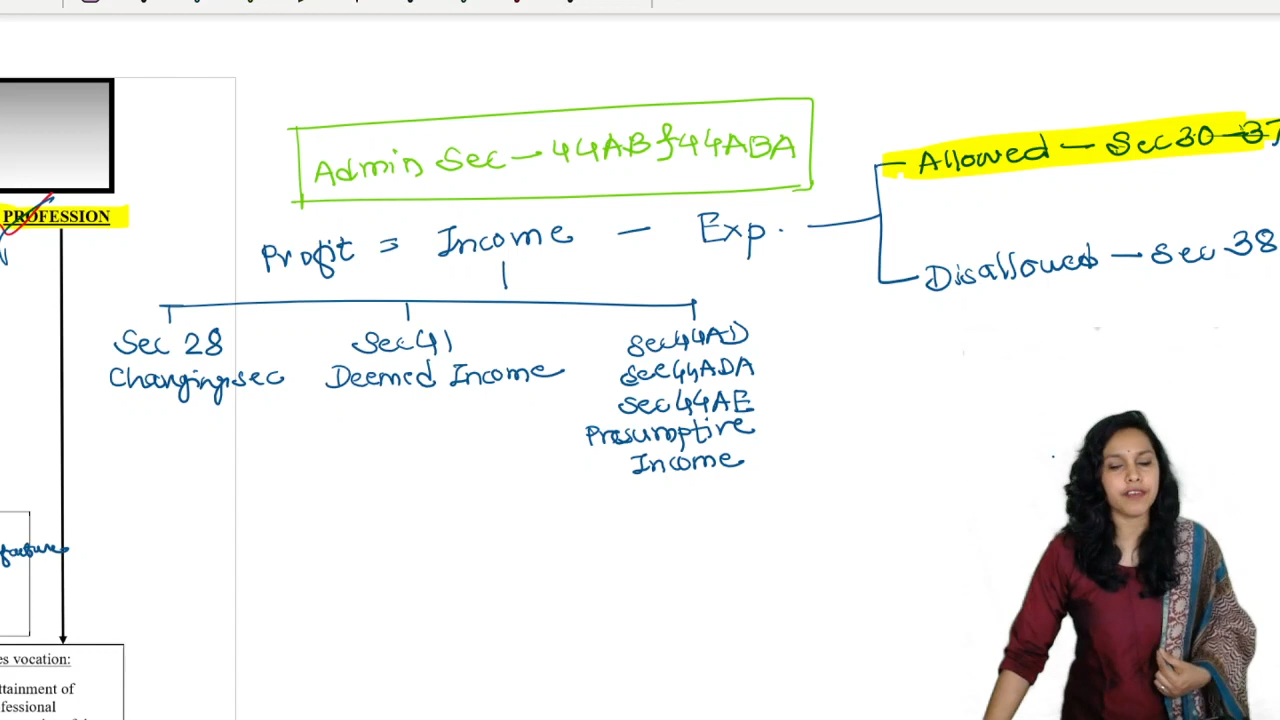 Admin Sec - 44AB & 44ABA
Allowed - Sec 30-37
PROFESSION
Profit = Income - Exp.
Disallowed - Sec 38
Sec 28
Changing sec
Sec 41
Deemed Income
Sec 44AD
Sec 44ADA
Sec 44AE
Presumptive
Income
facture
es vocation:
ttainment of
fessional